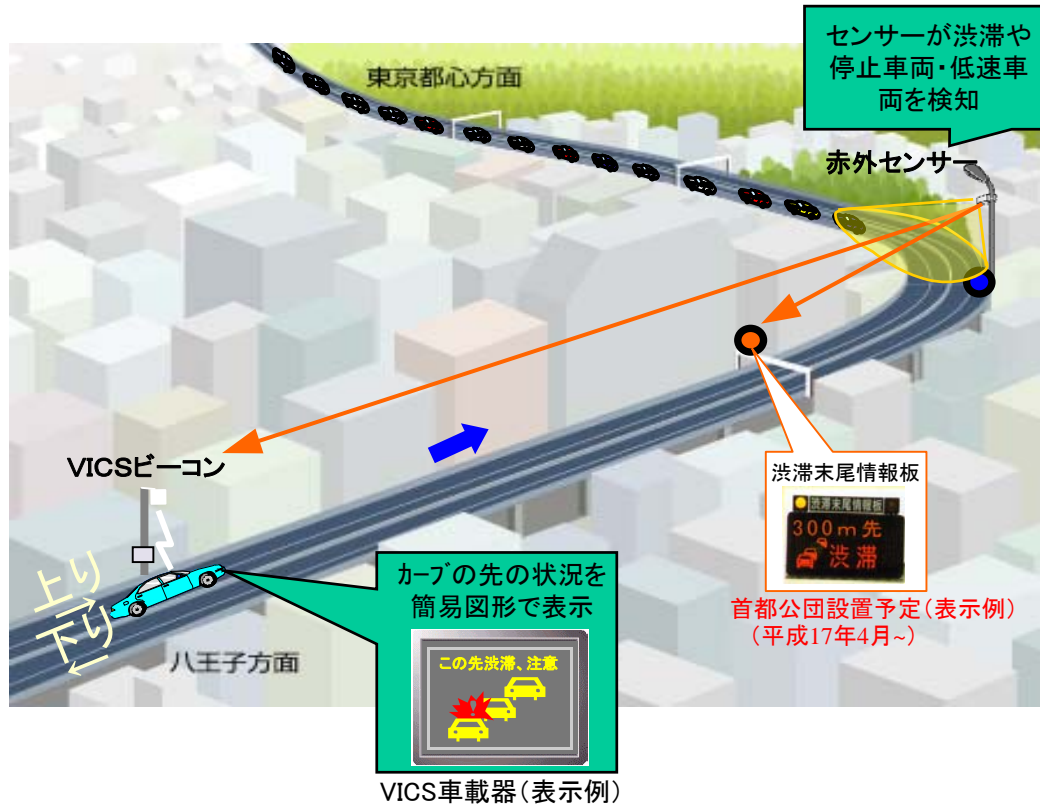 センサーが渋滞や
停止車両・低速車
両を検知
東京都心方面
赤外センサー
VICSビーコン
渋滞末尾情報板
渋滞末尾情報板
300m先
渋滞
首都公団設置予定(表示例)
(平成17年4月~)
上り
下り
八王子方面
ｶｰﾌﾞの先の状況を
簡易図形で表示
この先渋滞、注意
VICS車載器(表示例)